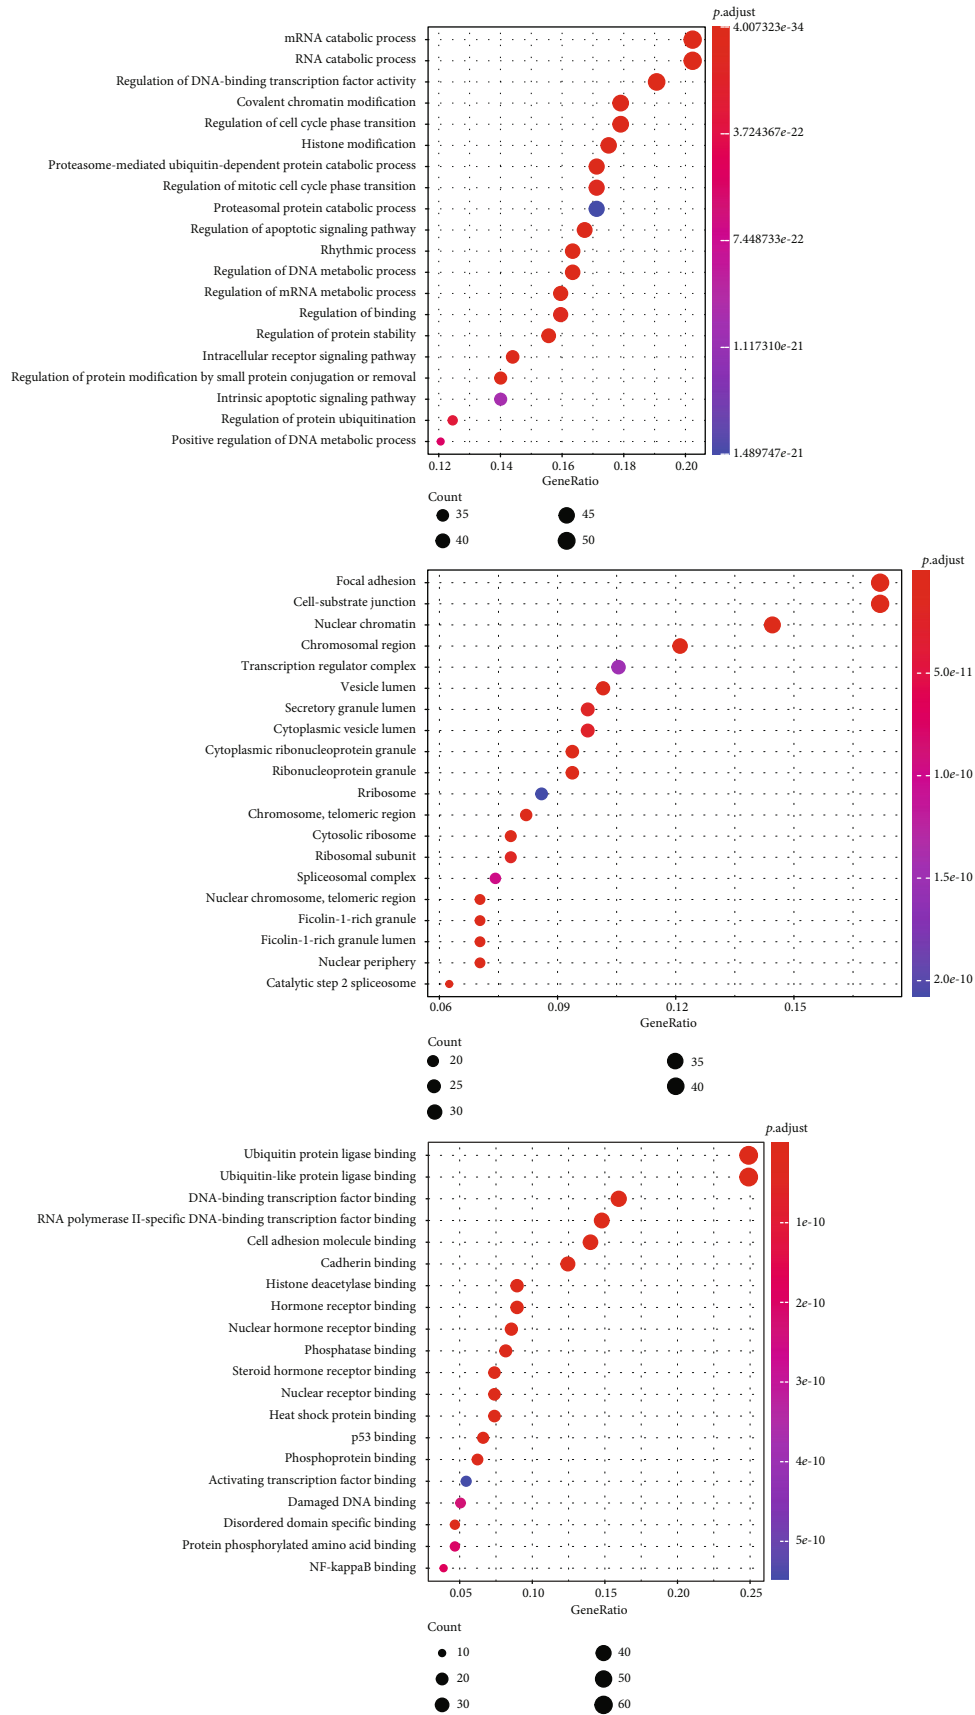 p.adjust
mRNA catabolic process
RNA catabolic process
Regulation of DNA-binding transcription factor activity
Covalent chromatin modification
Regulation of cell cycle phase transition
Histone modification
Proteasome-mediated ubiquitin-dependent protein catabolic process
Regulation of mitotic cell cycle phase transition
Proteasomal protein catabolic process
Regulation of apoptotic signaling pathway
Rhythmic process
Regulation of DNA metabolic process
Regulation of mRNA metabolic process
Regulation of binding
Regulation of protein stability
Intracellular receptor signaling pathway
Regulation of protein modification by small protein conjugation or removal
Intrinsic apoptotic signaling pathway
Regulation of protein ubiquitination
Positive regulation of DNA metabolic process
4.007323e-34
3.724367e-22
7.448733e-22
1.117310e-21
1.489747e-21
0.12 0.14 0.16 0.18 0.20
GeneRatio
Count
35 45
40 50
p.adjust
Focal adhesion
Cell-substrate junction
Nuclear chromatin
Chromosomal region
Transcription regulator complex
Vesicle lumen
Secretory granule lumen
Cytoplasmic vesicle lumen
Cytoplasmic ribonucleoprotein granule
Ribonucleoprotein granule
Rribosome
Chromosome, telomeric region
Cytosolic ribosome
Ribosomal subunit
Spliceosomal complex
Nuclear chromosome, telomeric region
Ficolin-1-rich granule
Ficolin-1-rich granule lumen
Nuclear periphery
Catalytic step 2 spliceosome
5.0e-11
1.0e-10
1.5e-10
2.0e-10
0.06 0.09 0.12 0.15
GeneRatio
Count
20 35
25 40
30
p.adjust
Ubiquitin protein ligase binding
Ubiquitin-like protein ligase binding
DNA-binding transcription factor binding
RNA polymerase II-specific DNA-binding transcription factor binding
Cell adhesion molecule binding
Cadherin binding
Histone deacetylase binding
Hormone receptor binding
Nuclear hormone receptor binding
Phosphatase binding
Steroid hormone receptor binding
Nuclear receptor binding
Heat shock protein binding
p53 binding
Phosphoprotein binding
Activating transcription factor binding
Damaged DNA binding
Disordered domain specific binding
Protein phosphorylated amino acid binding
NF-kappaB binding
1e-10
2e-10
3e-10
4e-10
5e-10
0.05 0.10 0.15 0.20 0.25
GeneRatio
Count
10 40
20 50
30 60